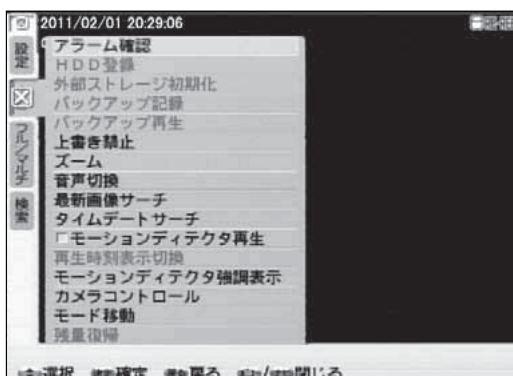 2011/02/01 20:29:06
設定
フル/マルチ
検索
アラーム確認
HDD登録
外部ストレージ初期化
バックアップ記録
バックアップ再生
上書き禁止
ズーム
音声切換
最新画像サーチ
タイムデートサーチ
モーションディテクタ再生
再生時刻表示切換
モーションディテクタ強調表示
カメラコントロール
モード移動
残量復帰
選択 確定 戻る 閉じる